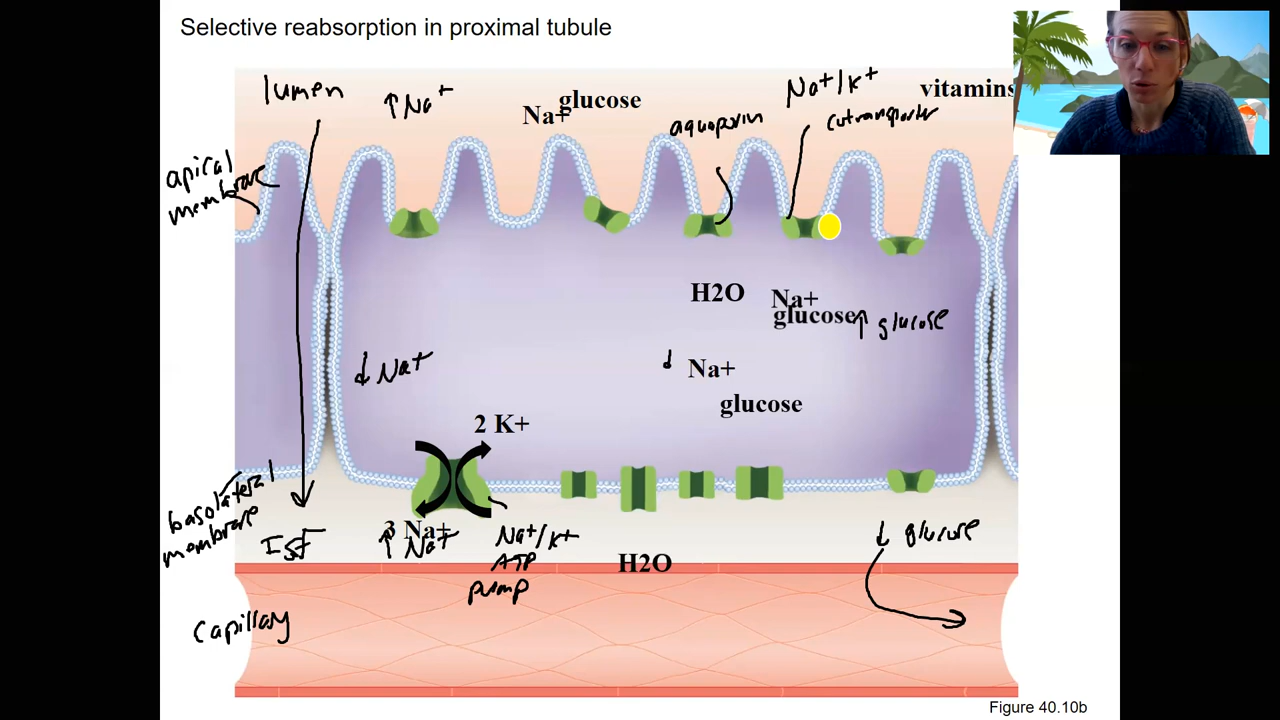 Selective reabsorption in proximal tubule
lumen
↑ Na+
Na+
glucose
Na+/K+
cotransporter
vitamins
aquaporin
apical
membrane
H2O
Na+
glucose
↑ glucose
↓ Na+
↓ Na+
glucose
2 K+
basolateral
membrane
ISF
3 Na+
↑ Na+
Na+/K+
ATP
pump
H2O
↓ glucose
Capillary
Figure 40.10b